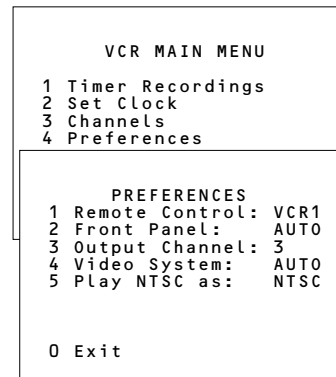 VCR MAIN MENU
1 Timer Recordings
2 Set Clock
3 Channels
4 Preferences
PREFERENCES
1 Remote Control: VCR1
2 Front Panel: AUTO
3 Output Channel: 3
4 Video System: AUTO
5 Play NTSC as: NTSC
0 Exit